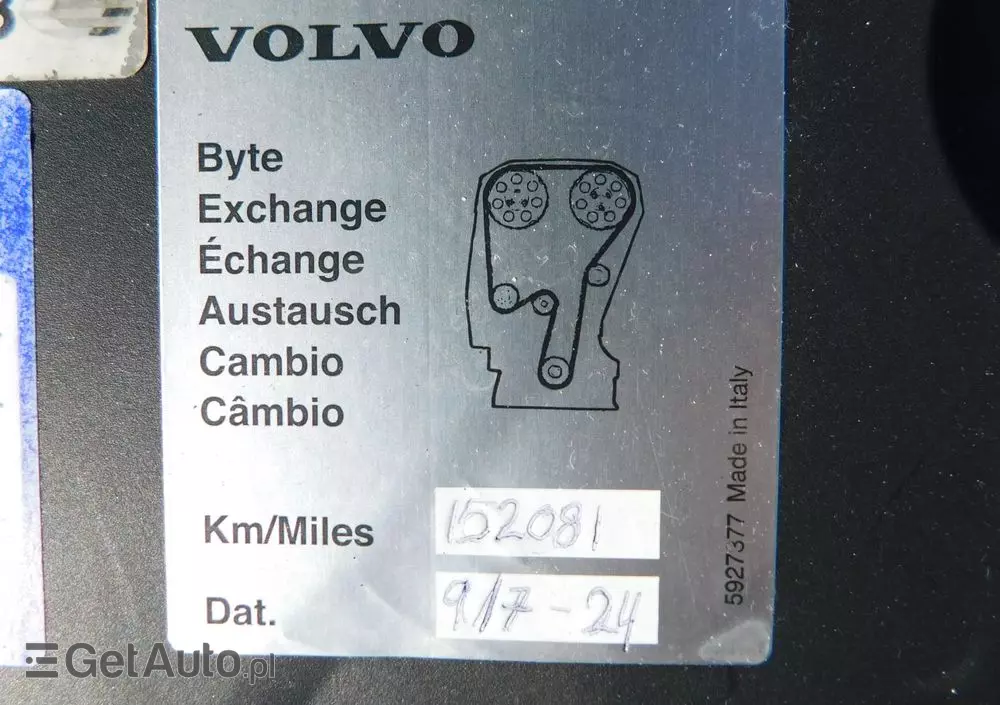 VOLVO
Byte
Exchange
Échange
Austausch
Cambio
Câmbio
Km/Miles 152081
Dat. 9/7-24
5927377 Made in Italy
GetAuto.pl